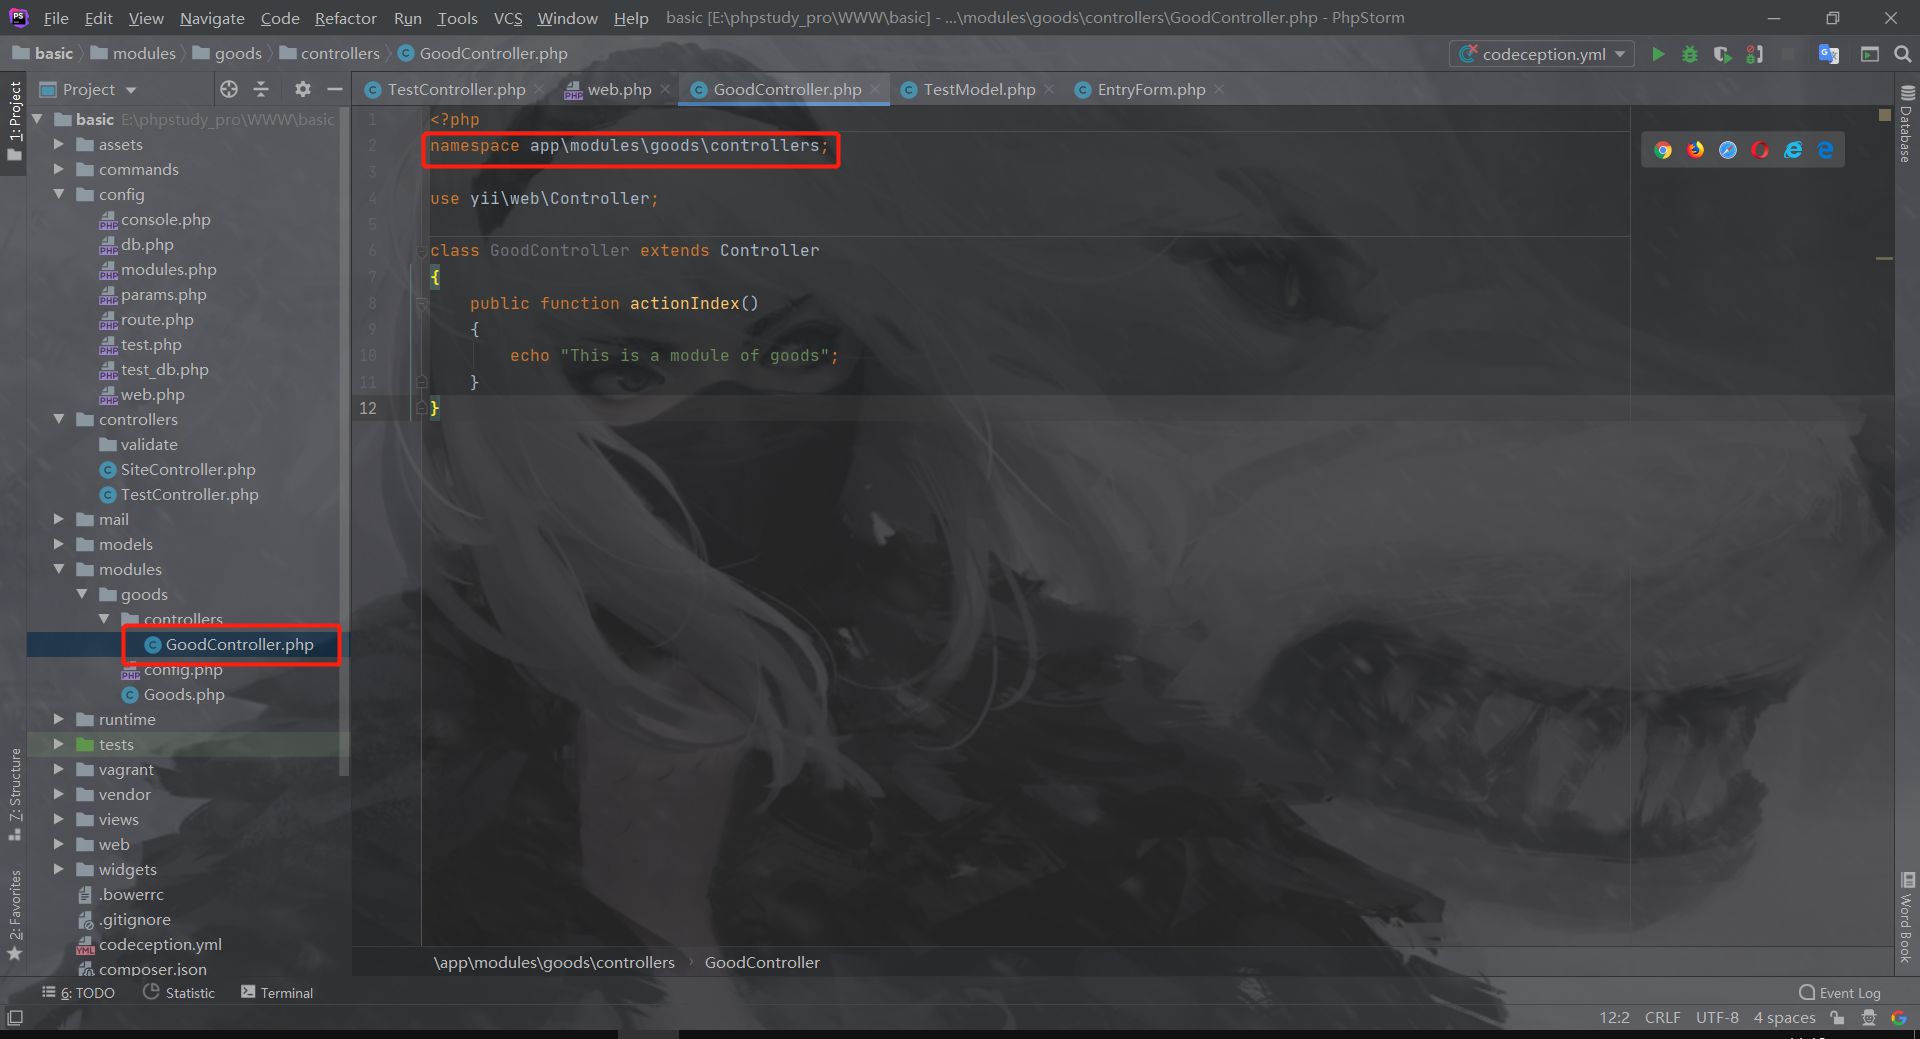 File Edit View Navigate Code Refactor Run Tools VCS Window Help basic [E:\phpstudy_pro\WWW\basic] - ...\modules\goods\controllers\GoodController.php - PhpStorm
basic modules goods controllers GoodController.php codeception.yml
1: Project
Project
TestController.php web.php GoodController.php TestModel.php EntryForm.php
basic E:\phpstudy_pro\WWW\basic
assets
commands
config
console.php
db.php
modules.php
params.php
route.php
test.php
test_db.php
web.php
controllers
validate
SiteController.php
TestController.php
mail
models
modules
goods
controllers
GoodController.php
config.php
Goods.php
runtime
tests
vagrant
vendor
views
web
widgets
.bowerrc
.gitignore
codeception.yml
composer.json
7: Structure
2: Favorites
1 <?php
2 namespace app\modules\goods\controllers;
3
4 use yii\web\Controller;
5
6 class GoodController extends Controller
7 {
8 public function actionIndex()
9 {
10 echo "This is a module of goods";
11 }
12 }
Database
Word Book
\app\modules\goods\controllers GoodController
6: TODO Statistic Terminal Event Log
12:2 CRLF UTF-8 4 spaces